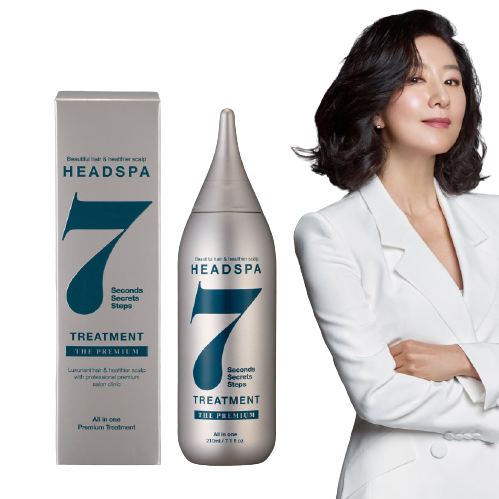 Beautiful hair & healthier scalp
HEADSPA
7
Seconds
Secrets
Steps
TREATMENT
THE PREMIUM
Luxuriant hair & healthier scalp
with professional premium
salon clinic
All in one
Premium Treatment
Beautiful hair & healthier scalp
HEADSPA
7
Seconds
Secrets
Steps
TREATMENT
THE PREMIUM
All in one
210ml / 7.1 fl oz